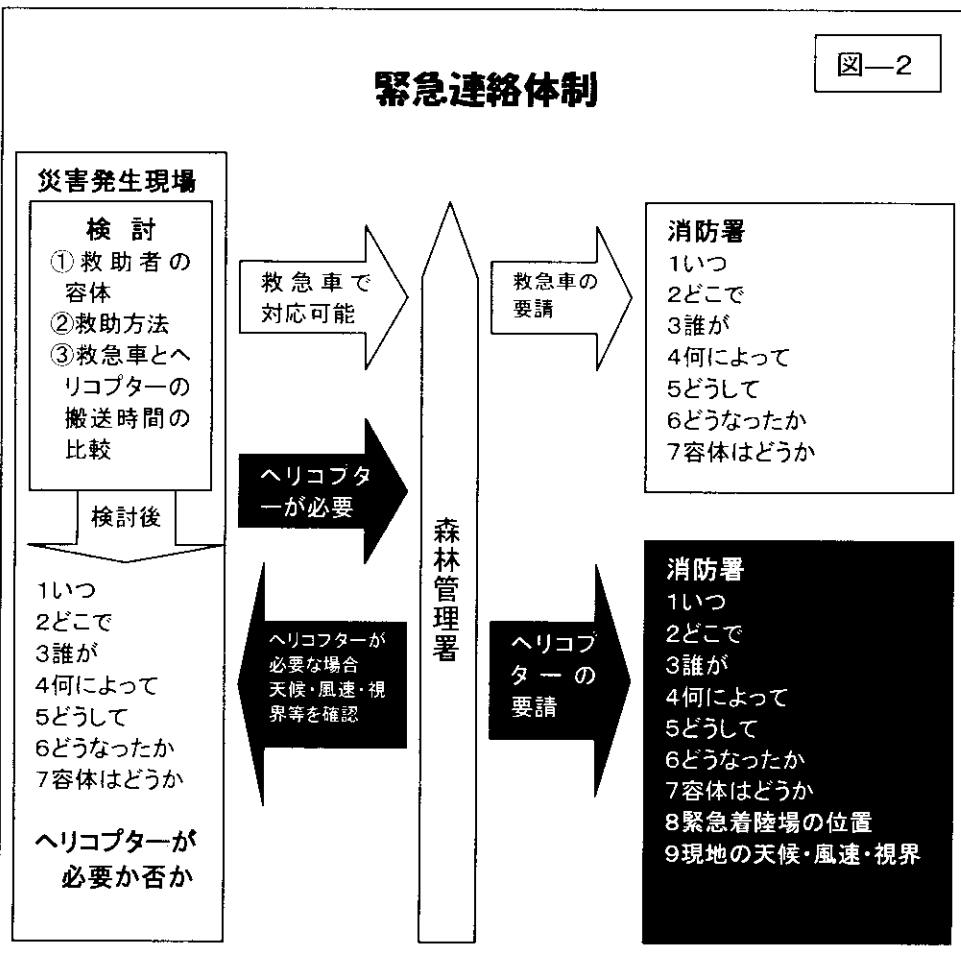 図―2
緊急連絡体制
災害発生現場
検 討
①救助者の
容体
②救助方法
③救急車とヘ
リコプターの
搬送時間の
比較
検討後
1いつ
2どこで
3誰が
4何によって
5どうして
6どうなったか
7容体はどうか
ヘリコプターが
必要か否か
救急車で
対応可能
ヘリコプタ
ーが必要
ヘリコプターが
必要な場合
天候・風速・視
界等を確認
森林管理署
救急車の
要請
ヘリコプ
ターの
要請
消防署
1いつ
2どこで
3誰が
4何によって
5どうして
6どうなったか
7容体はどうか
消防署
1いつ
2どこで
3誰が
4何によって
5どうして
6どうなったか
7容体はどうか
8緊急着陸場の位置
9現地の天候・風速・視界